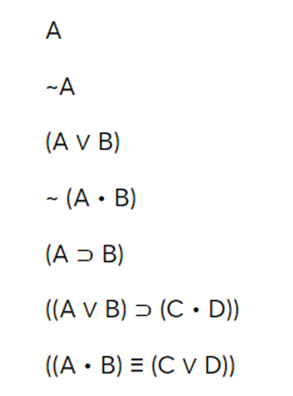 A
~A
(A ∨ B)
~ (A • B)
(A ⊃ B)
((A ∨ B) ⊃ (C • D))
((A • B) ≡ (C ∨ D))